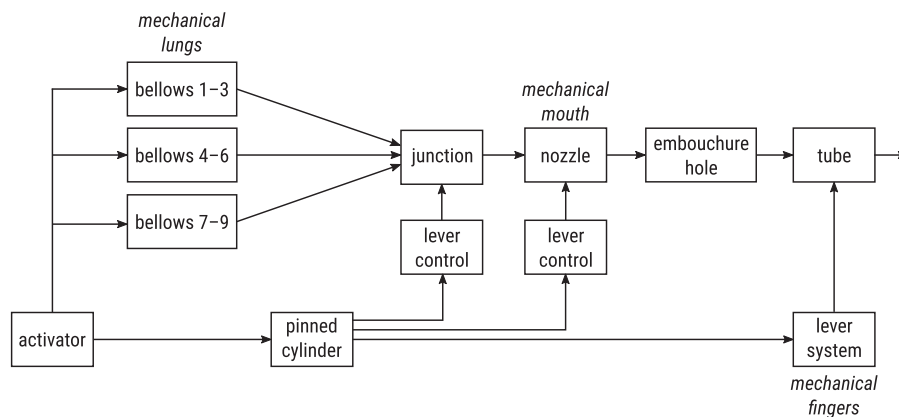 mechanical
lungs
bellows 1–3
bellows 4–6
bellows 7–9
junction
mechanical
mouth
nozzle
embouchure
hole
tube
lever
control
lever
control
activator
pinned
cylinder
lever
system
mechanical
fingers